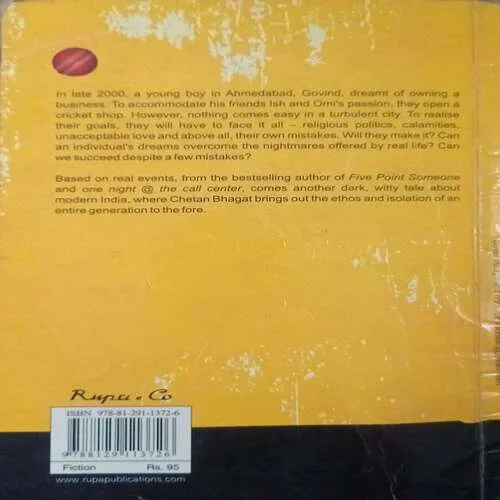 In late 2000, a young boy in Ahmedabad, Govind, dreamt of owning a
business. To accommodate his friends Ish and Omi's passion, they open a
cricket shop. However, nothing comes easy in a turbulent city. To realise
their goals, they will have to face it all – religious politics, calamities,
unacceptable love and above all, their own mistakes. Will they make it? Can
an individual's dreams overcome the nightmares offered by real life? Can
we succeed despite a few mistakes?
Based on real events, from the bestselling author of Five Point Someone
and one night @ the call center, comes another dark, witty tale about
modern India, where Chetan Bhagat brings out the ethos and isolation of an
entire generation to the fore.
Rupa & Co
ISBN 978-81-291-1372-6
9788129113726
Fiction Rs. 95
www.rupapublications.com